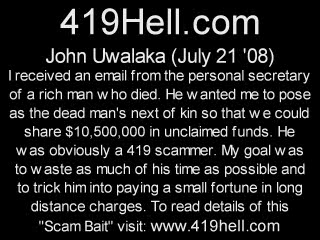 419Hell.com
John Uwalaka (July 21 '08)
I received an email from the personal secretary
of a rich man who died. He wanted me to pose
as the dead man's next of kin so that we could
share $10,500,000 in unclaimed funds. He
was obviously a 419 scammer. My goal was
to waste as much of his time as possible and
to trick him into paying a small fortune in long
distance charges. To read details of this
"Scam Bait" visit: www.419hell.com